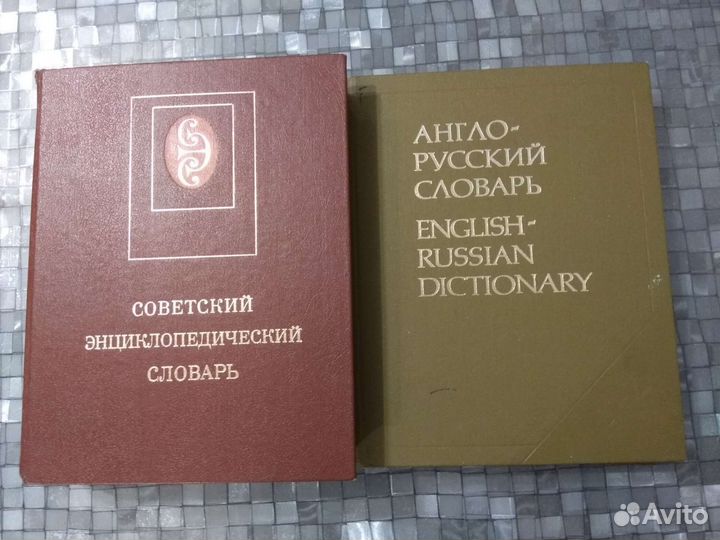 СОВЕТСКИЙ
ЭНЦИКЛОПЕДИЧЕСКИЙ
СЛОВАРЬ
АНГЛО-
РУССКИЙ
СЛОВАРЬ
ENGLISH-
RUSSIAN
DICTIONARY
Avito